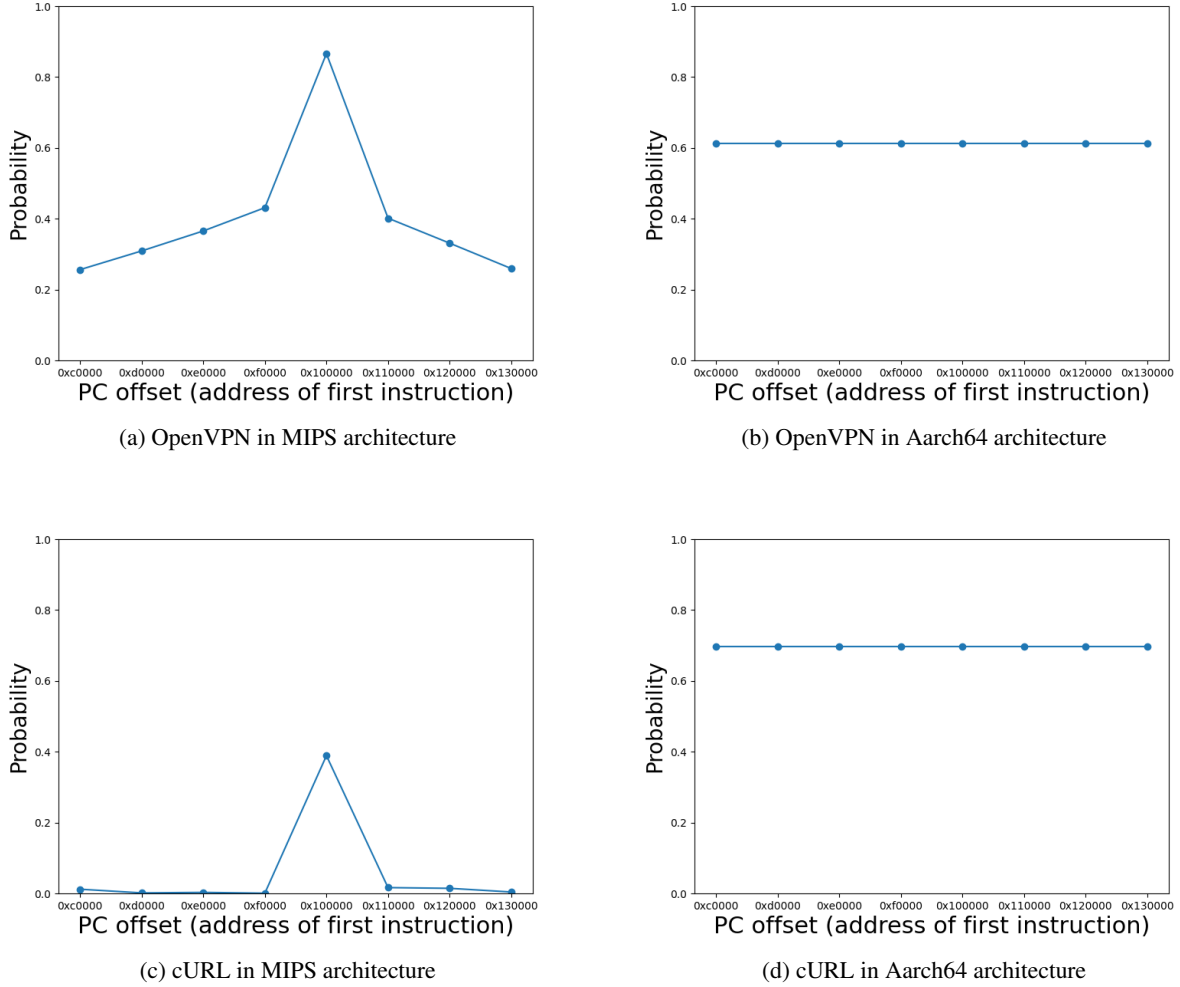 1.0
0.8
0.6
0.4
0.2
0.0
Probability
0xc0000 0xd0000 0xe0000 0xf0000 0x100000 0x110000 0x120000 0x130000
PC offset (address of first instruction)
(a) OpenVPN in MIPS architecture
1.0
0.8
0.6
0.4
0.2
0.0
Probability
0xc0000 0xd0000 0xe0000 0xf0000 0x100000 0x110000 0x120000 0x130000
PC offset (address of first instruction)
(b) OpenVPN in Aarch64 architecture
1.0
0.8
0.6
0.4
0.2
0.0
Probability
0xc0000 0xd0000 0xe0000 0xf0000 0x100000 0x110000 0x120000 0x130000
PC offset (address of first instruction)
(c) cURL in MIPS architecture
1.0
0.8
0.6
0.4
0.2
0.0
Probability
0xc0000 0xd0000 0xe0000 0xf0000 0x100000 0x110000 0x120000 0x130000
PC offset (address of first instruction)
(d) cURL in Aarch64 architecture